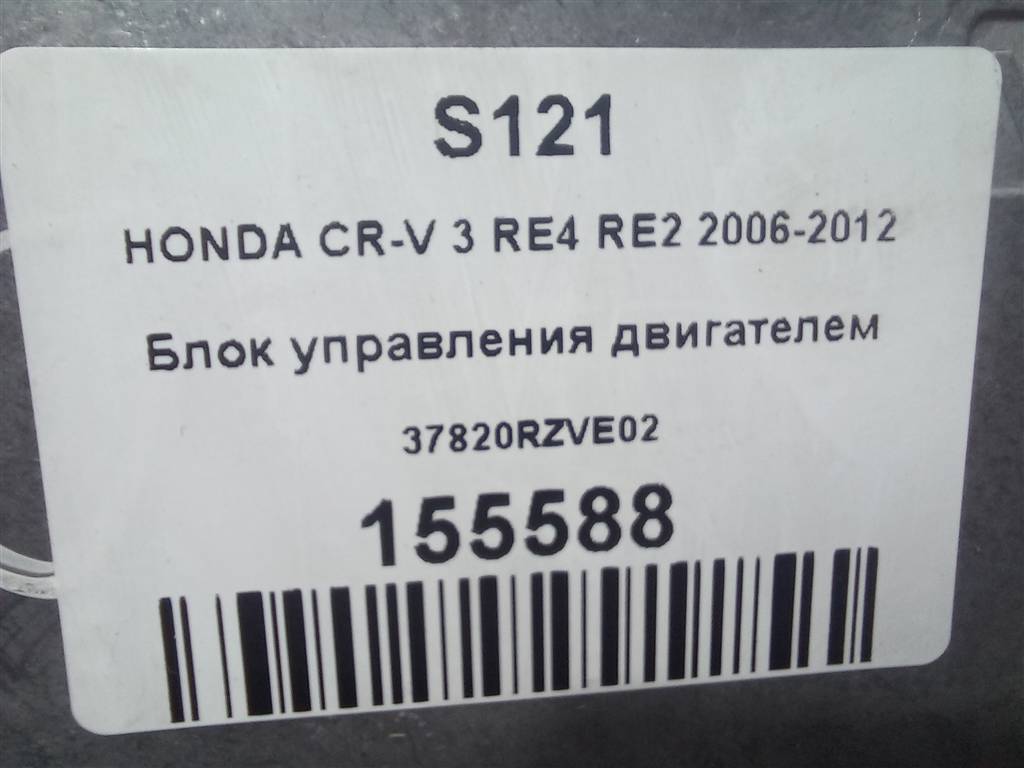 S121
HONDA CR-V 3 RE4 RE2 2006-2012
Блок управления двигателем
37820RZVE02
155588